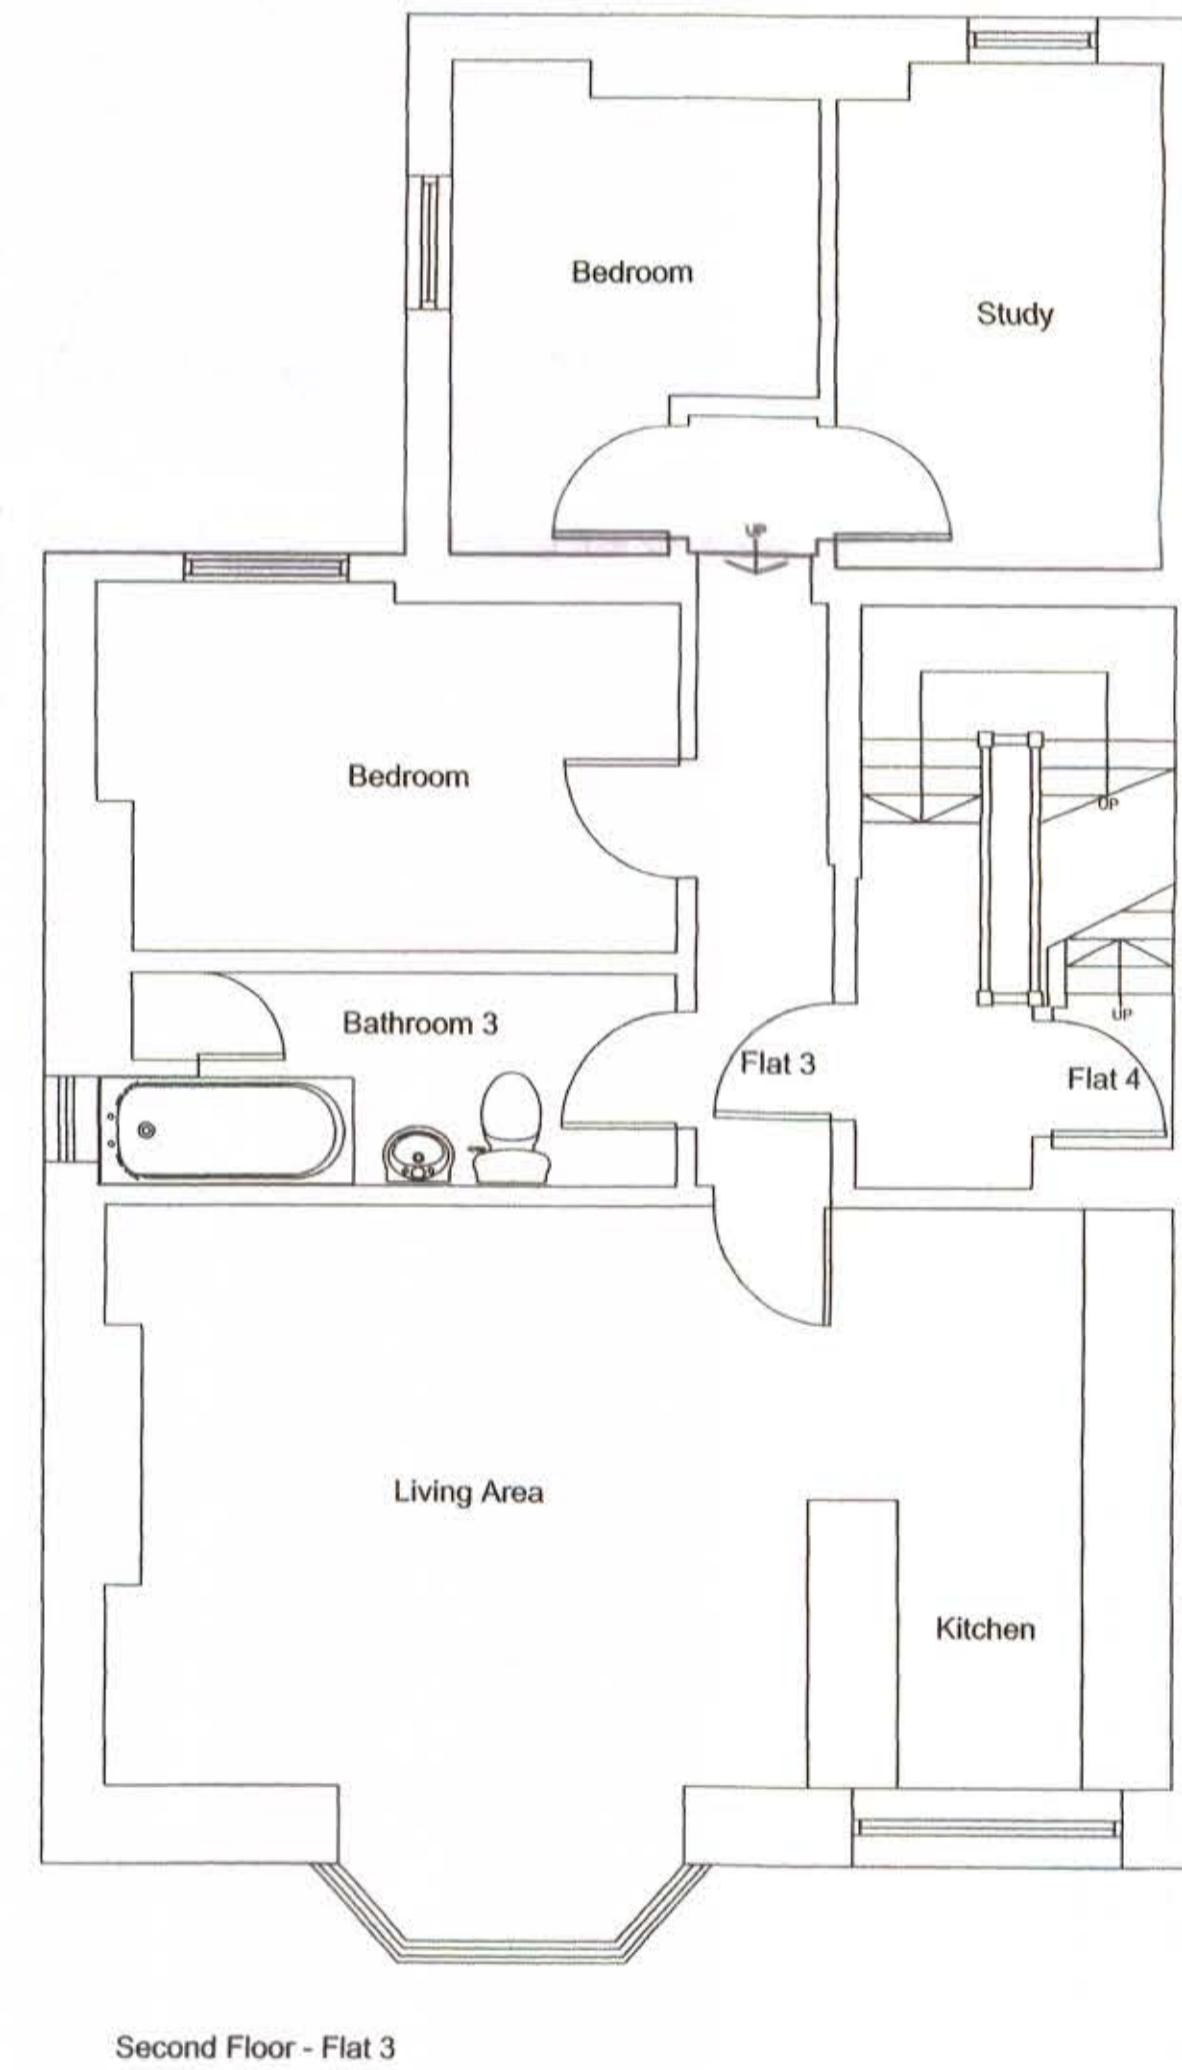 Bedroom
Study
UP
Bedroom
UP
Bathroom 3
UP
Flat 3
Flat 4
Living Area
Kitchen
Second Floor - Flat 3